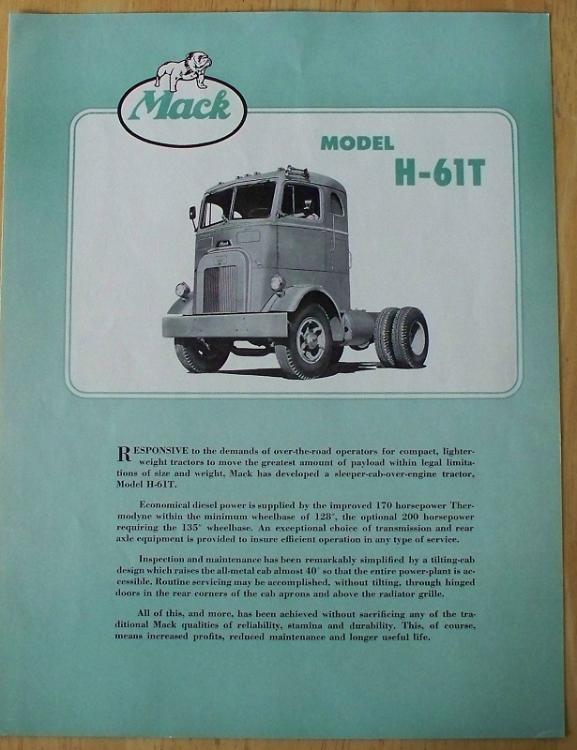 Mack
MODEL
H-61T
RESPONSIVE to the demands of over-the-road operators for compact, lighter-
weight tractors to move the greatest amount of payload within legal limita-
tions of size and weight, Mack has developed a sleeper-cab-over-engine tractor,
Model H-61T.
Economical diesel power is supplied by the improved 170 horsepower Ther-
modyne within the minimum wheelbase of 128", the optional 200 horsepower
requiring the 135" wheelbase. An exceptional choice of transmission and rear
axle equipment is provided to insure efficient operation in any type of service.
Inspection and maintenance has been remarkably simplified by a tilting-cab
design which raises the all-metal cab almost 40° so that the entire power-plant is ac-
cessible. Routine servicing may be accomplished, without tilting, through hinged
doors in the rear corners of the cab aprons and above the radiator grille.
All of this, and more, has been achieved without sacrificing any of the tra-
ditional Mack qualities of reliability, stamina and durability. This, of course,
means increased profits, reduced maintenance and longer useful life.